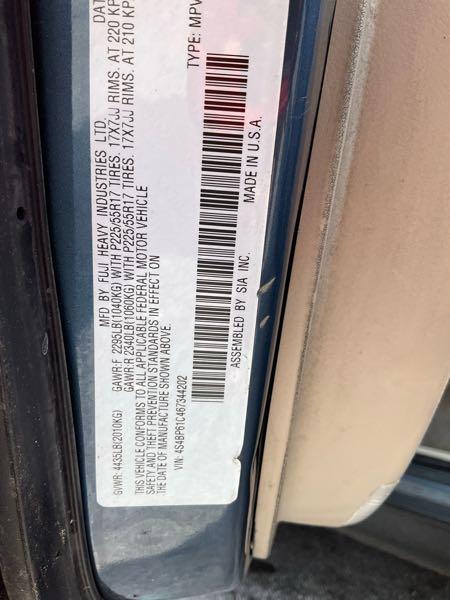 MFD BY FUJI HEAVY INDUSTRIES LTD. DAT
GVWR: 4435LB(2010KG) GAWR:F 2295LB(1040KG) WITH P225/55R17 TIRES. 17X7JJ RIMS. AT 220 KP
GAWR:R 2340LB(1060KG) WITH P225/55R17 TIRES. 17X7JJ RIMS. AT 210 KP
THIS VEHICLE CONFORMS TO ALL APPLICABLE FEDERAL MOTOR VEHICLE
SAFETY AND THEFT PREVENTION STANDARDS IN EFFECT ON
THE DATE OF MANUFACTURE SHOWN ABOVE.
VIN: 4S4BP61C467344202 TYPE: MPV
ASSEMBLED BY SIA INC. MADE IN U.S.A.